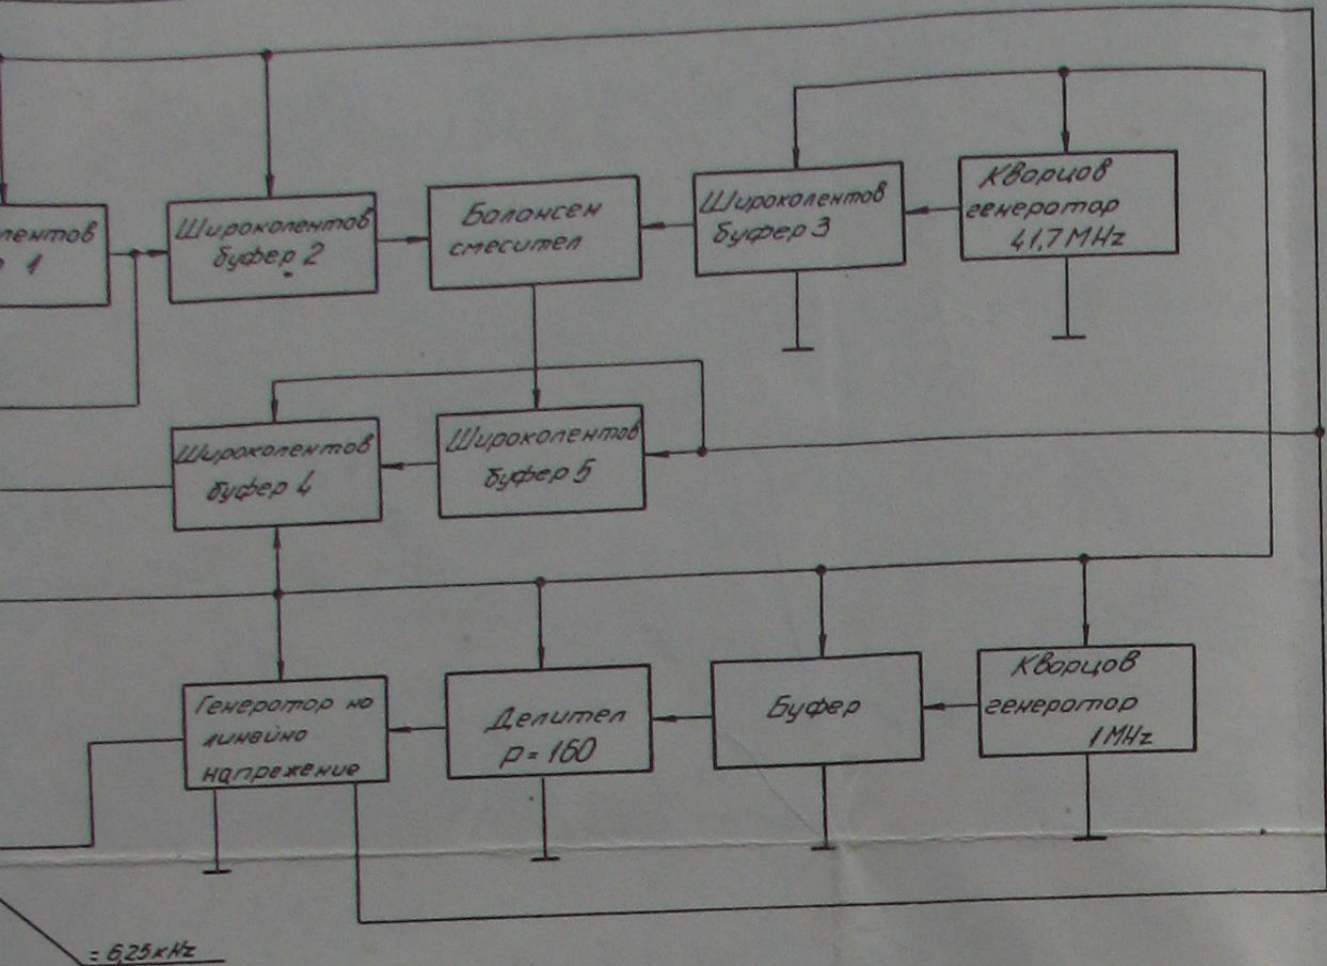 лентов
1
Широколентов
буфер 2
Балансен
смесител
Широколентов
буфер 3
Кварцов
генератор
41,7 MHz
Широколентов
буфер 4
Широколентов
буфер 5
Генератор на
линейно
напрежение
Делител
p = 160
Буфер
Кварцов
генератор
1 MHz
= 6,25 kHz